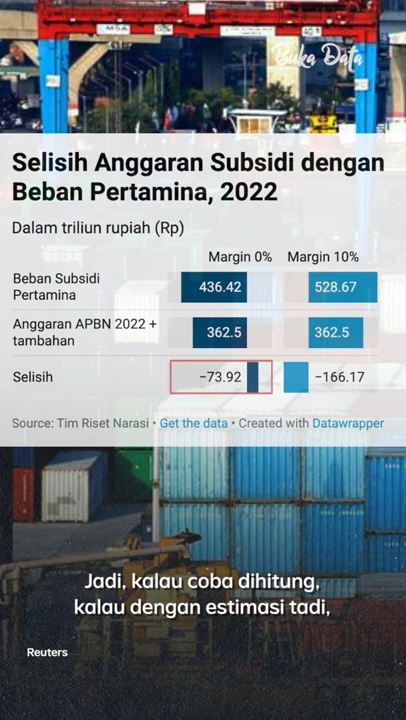 Buka Data
Selisih Anggaran Subsidi dengan
Beban Pertamina, 2022
Dalam triliun rupiah (Rp)
Margin 0% Margin 10%
Beban Subsidi
Pertamina
436.42 528.67
Anggaran APBN 2022 +
tambahan
362.5 362.5
Selisih −73.92 −166.17
Source: Tim Riset Narasi • Get the data • Created with Datawrapper
Jadi, kalau coba dihitung,
kalau dengan estimasi tadi,
Reuters